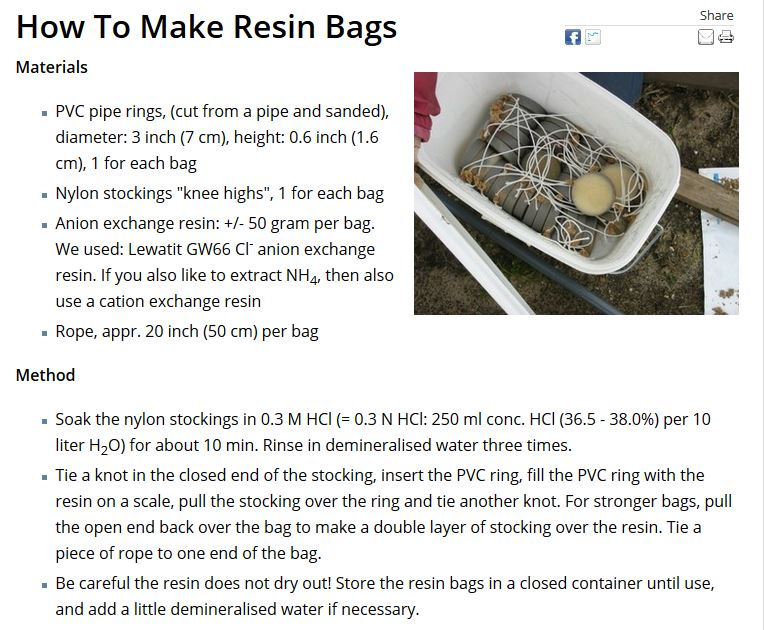 How To Make Resin Bags
Share
Materials
PVC pipe rings, (cut from a pipe and sanded),
diameter: 3 inch (7 cm), height: 0.6 inch (1.6
cm), 1 for each bag
Nylon stockings "knee highs", 1 for each bag
Anion exchange resin: +/- 50 gram per bag.
We used: Lewatit GW66 Cl⁻ anion exchange
resin. If you also like to extract NH₄, then also
use a cation exchange resin
Rope, appr. 20 inch (50 cm) per bag
Method
Soak the nylon stockings in 0.3 M HCl (= 0.3 N HCl: 250 ml conc. HCl (36.5 - 38.0%) per 10
liter H₂O) for about 10 min. Rinse in demineralised water three times.
Tie a knot in the closed end of the stocking, insert the PVC ring, fill the PVC ring with the
resin on a scale, pull the stocking over the ring and tie another knot. For stronger bags, pull
the open end back over the bag to make a double layer of stocking over the resin. Tie a
piece of rope to one end of the bag.
Be careful the resin does not dry out! Store the resin bags in a closed container until use,
and add a little demineralised water if necessary.